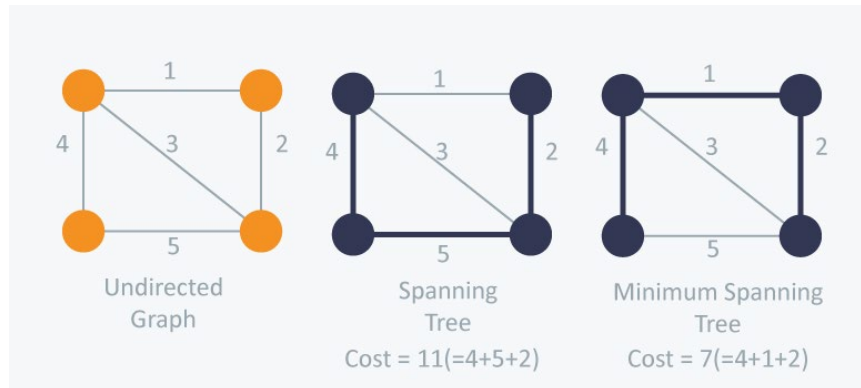 1
4
3
2
5
Undirected
Graph
1
4
3
2
5
Spanning
Tree
Cost = 11(=4+5+2)
1
4
3
2
5
Minimum Spanning
Tree
Cost = 7(=4+1+2)